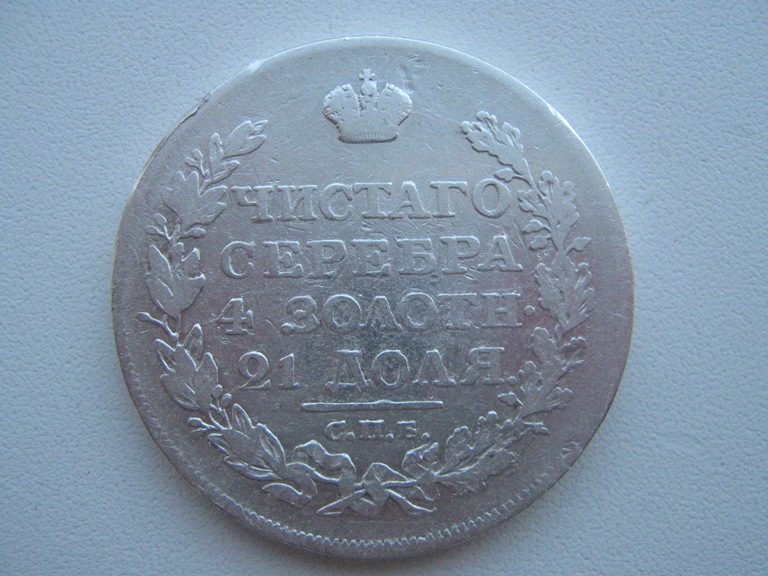 ЧИСТАГО
СЕРЕБРА
4 ЗОЛОТН.
21 ДОЛЯ.
С.П.Б.